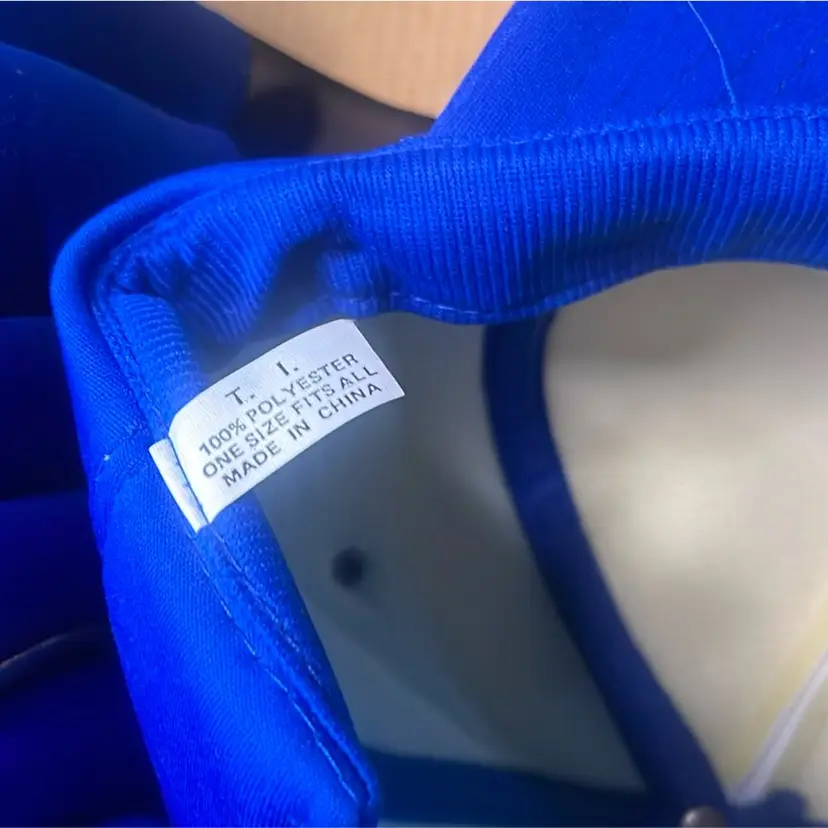 T. I.
100% POLYESTER
ONE SIZE FITS ALL
MADE IN CHINA